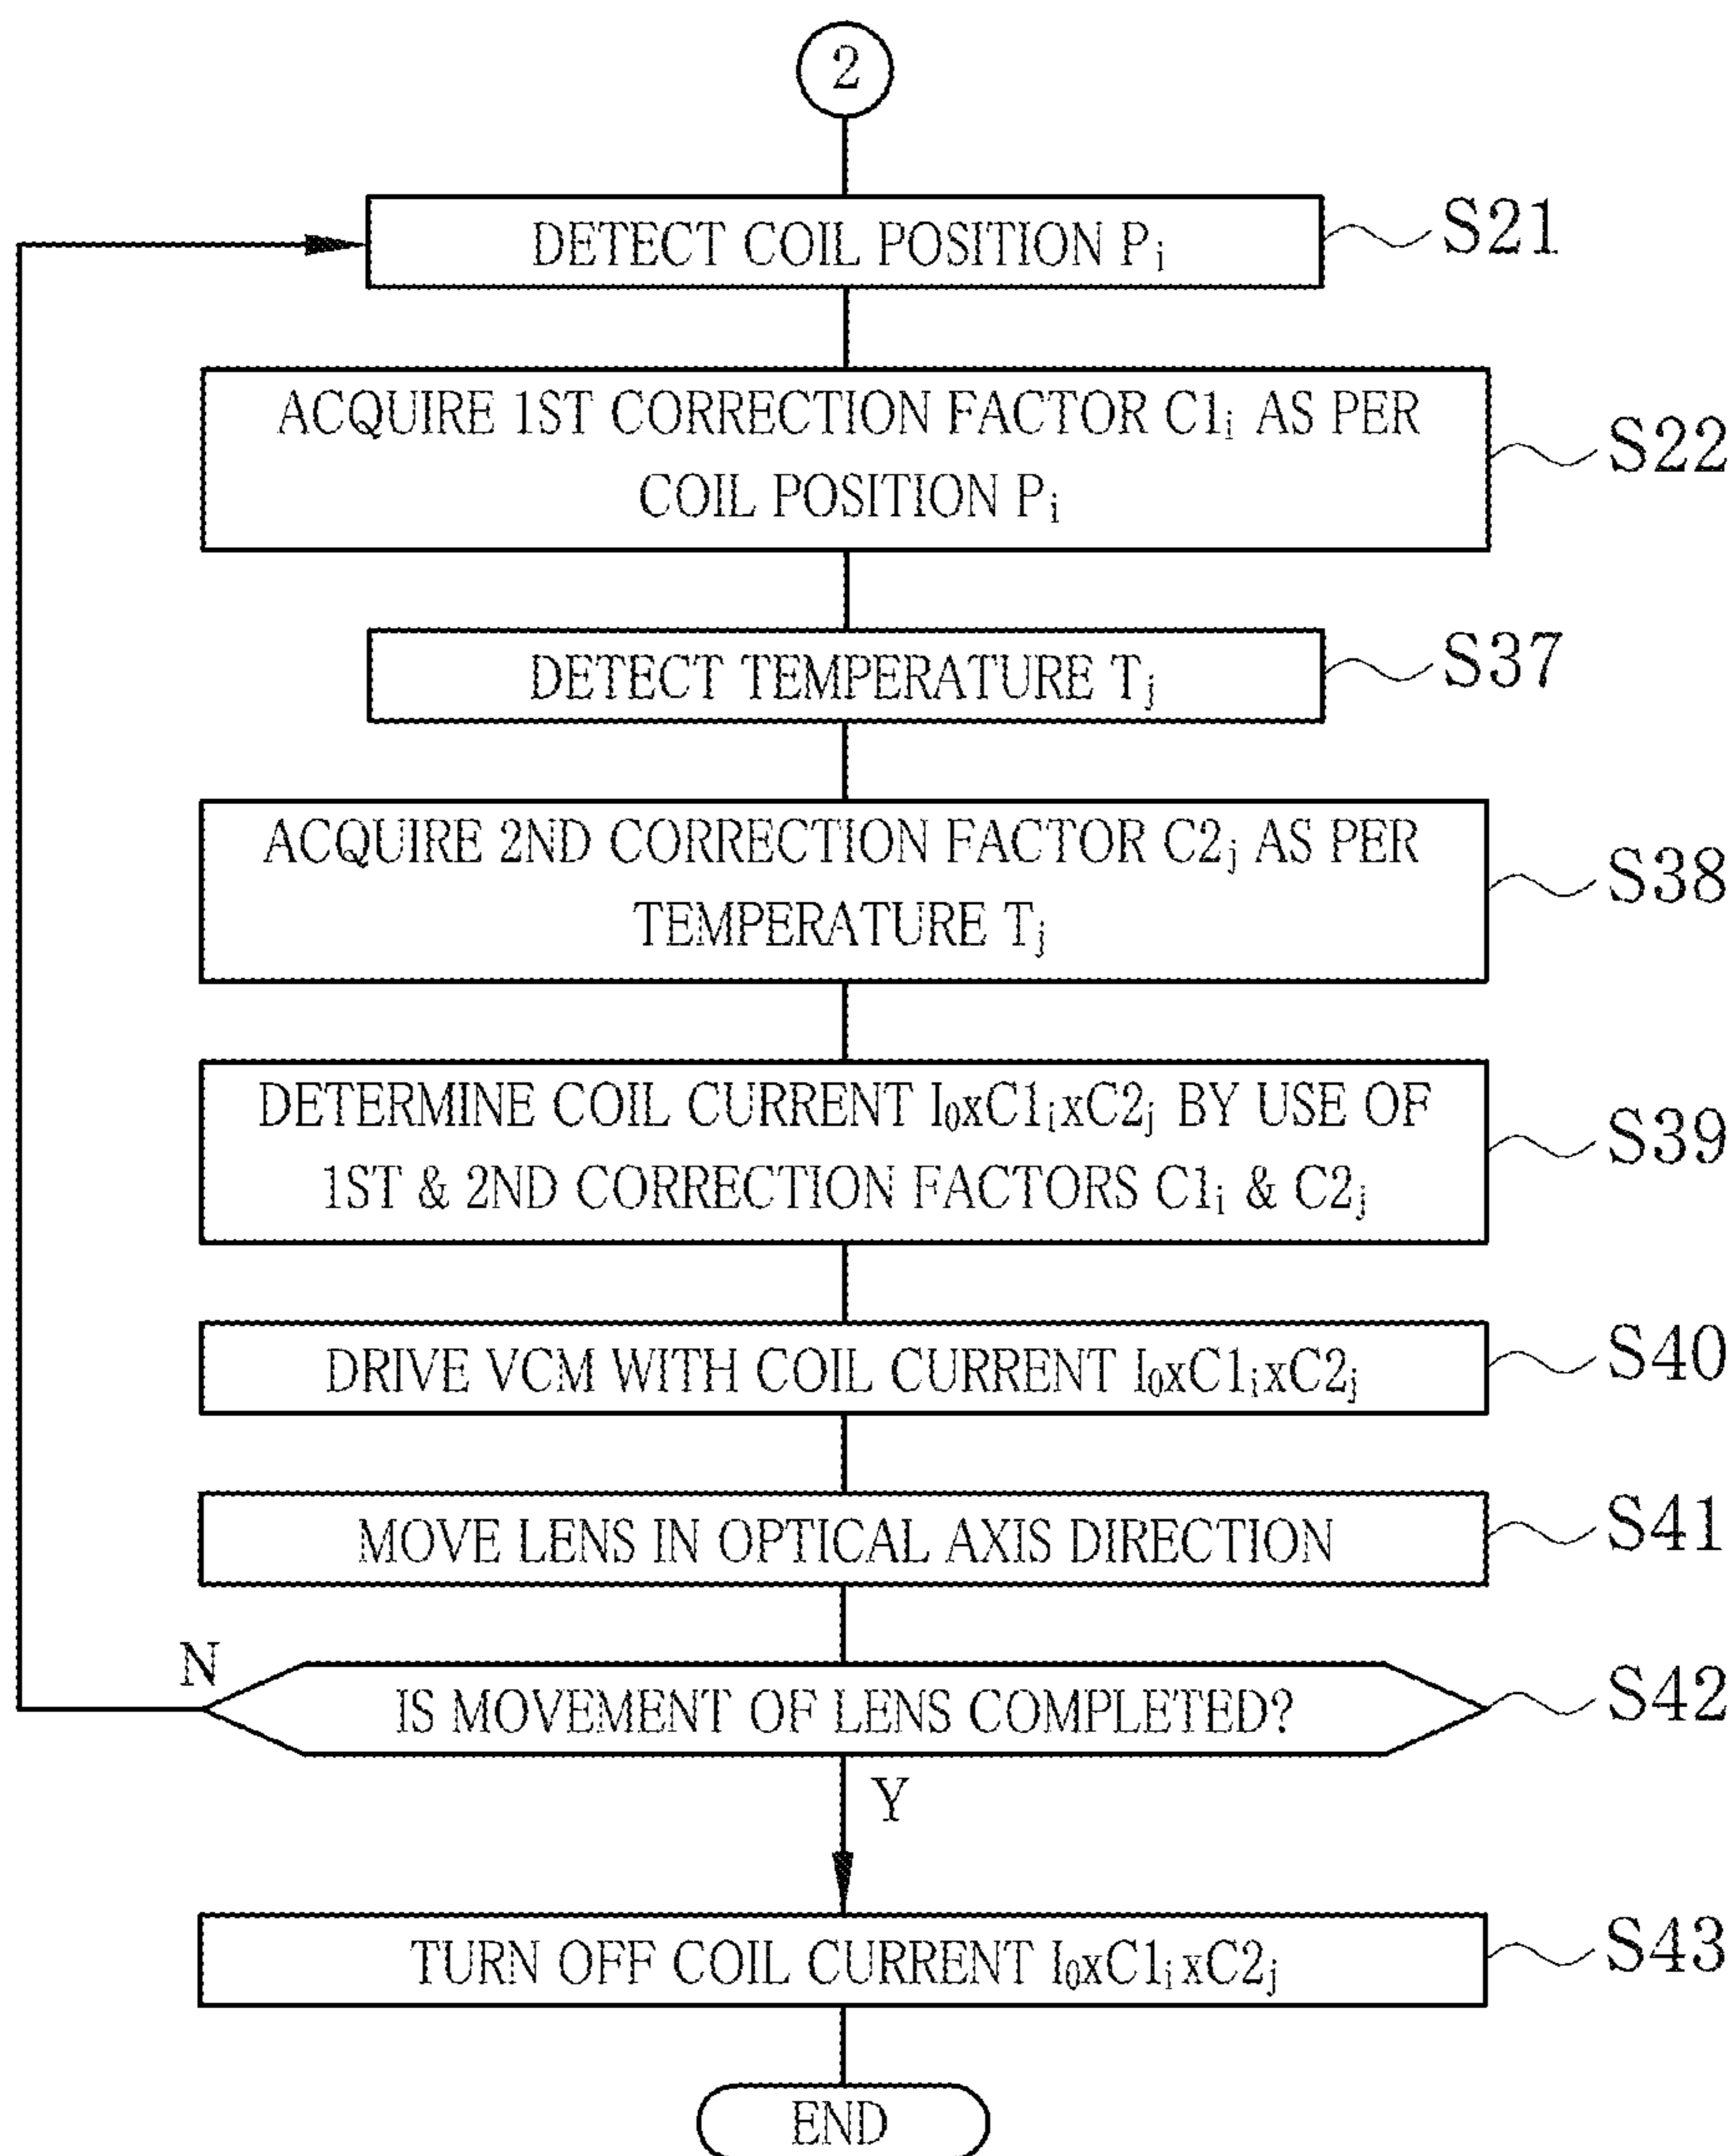 2
DETECT COIL POSITION Pᵢ
S21
ACQUIRE 1ST CORRECTION FACTOR C1ᵢ AS PER
COIL POSITION Pᵢ
S22
DETECT TEMPERATURE Tⱼ
S37
ACQUIRE 2ND CORRECTION FACTOR C2ⱼ AS PER
TEMPERATURE Tⱼ
S38
DETERMINE COIL CURRENT I₀xC1ᵢxC2ⱼ BY USE OF
1ST & 2ND CORRECTION FACTORS C1ᵢ & C2ⱼ
S39
DRIVE VCM WITH COIL CURRENT I₀xC1ᵢxC2ⱼ
S40
MOVE LENS IN OPTICAL AXIS DIRECTION
S41
N
IS MOVEMENT OF LENS COMPLETED?
S42
Y
TURN OFF COIL CURRENT I₀xC1ᵢxC2ⱼ
S43
END